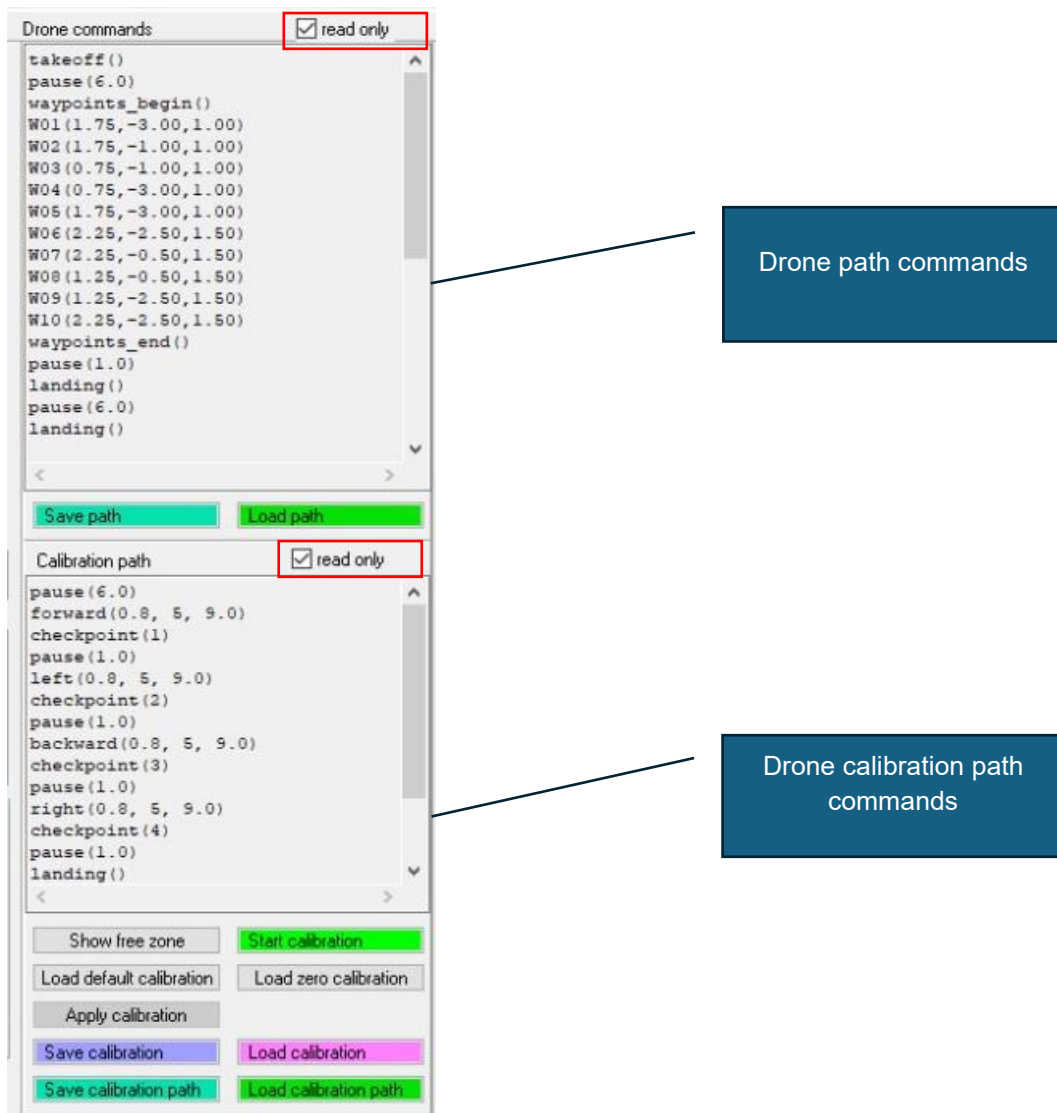 Drone commands
read only
takeoff()
pause(6.0)
waypoints_begin()
W01(1.75,-3.00,1.00)
W02(1.75,-1.00,1.00)
W03(0.75,-1.00,1.00)
W04(0.75,-3.00,1.00)
W05(1.75,-3.00,1.00)
W06(2.25,-2.50,1.50)
W07(2.25,-0.50,1.50)
W08(1.25,-0.50,1.50)
W09(1.25,-2.50,1.50)
W10(2.25,-2.50,1.50)
waypoints_end()
pause(1.0)
landing()
pause(6.0)
landing()
Save path
Load path
Drone path commands
Calibration path
read only
pause(6.0)
forward(0.8, 5, 9.0)
checkpoint(1)
pause(1.0)
left(0.8, 5, 9.0)
checkpoint(2)
pause(1.0)
backward(0.8, 5, 9.0)
checkpoint(3)
pause(1.0)
right(0.8, 5, 9.0)
checkpoint(4)
pause(1.0)
landing()
Drone calibration path
commands
Show free zone
Start calibration
Load default calibration
Load zero calibration
Apply calibration
Save calibration
Load calibration
Save calibration path
Load calibration path